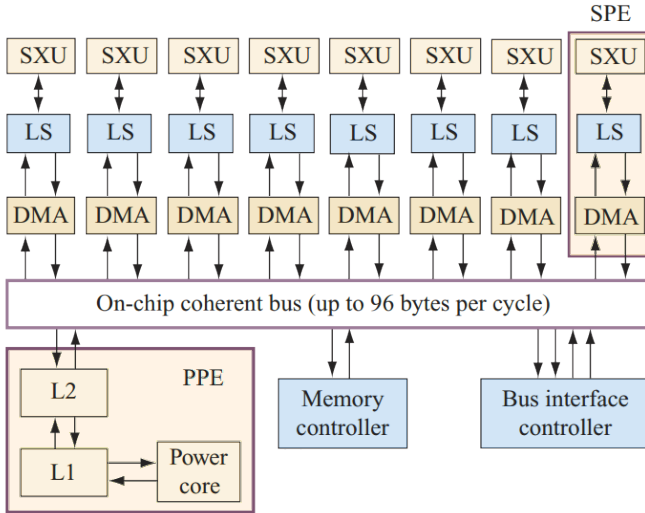 SPE
SXU SXU SXU SXU SXU SXU SXU SXU
LS LS LS LS LS LS LS LS
DMA DMA DMA DMA DMA DMA DMA DMA
On-chip coherent bus (up to 96 bytes per cycle)
PPE
L2
L1
Power
core
Memory
controller
Bus interface
controller